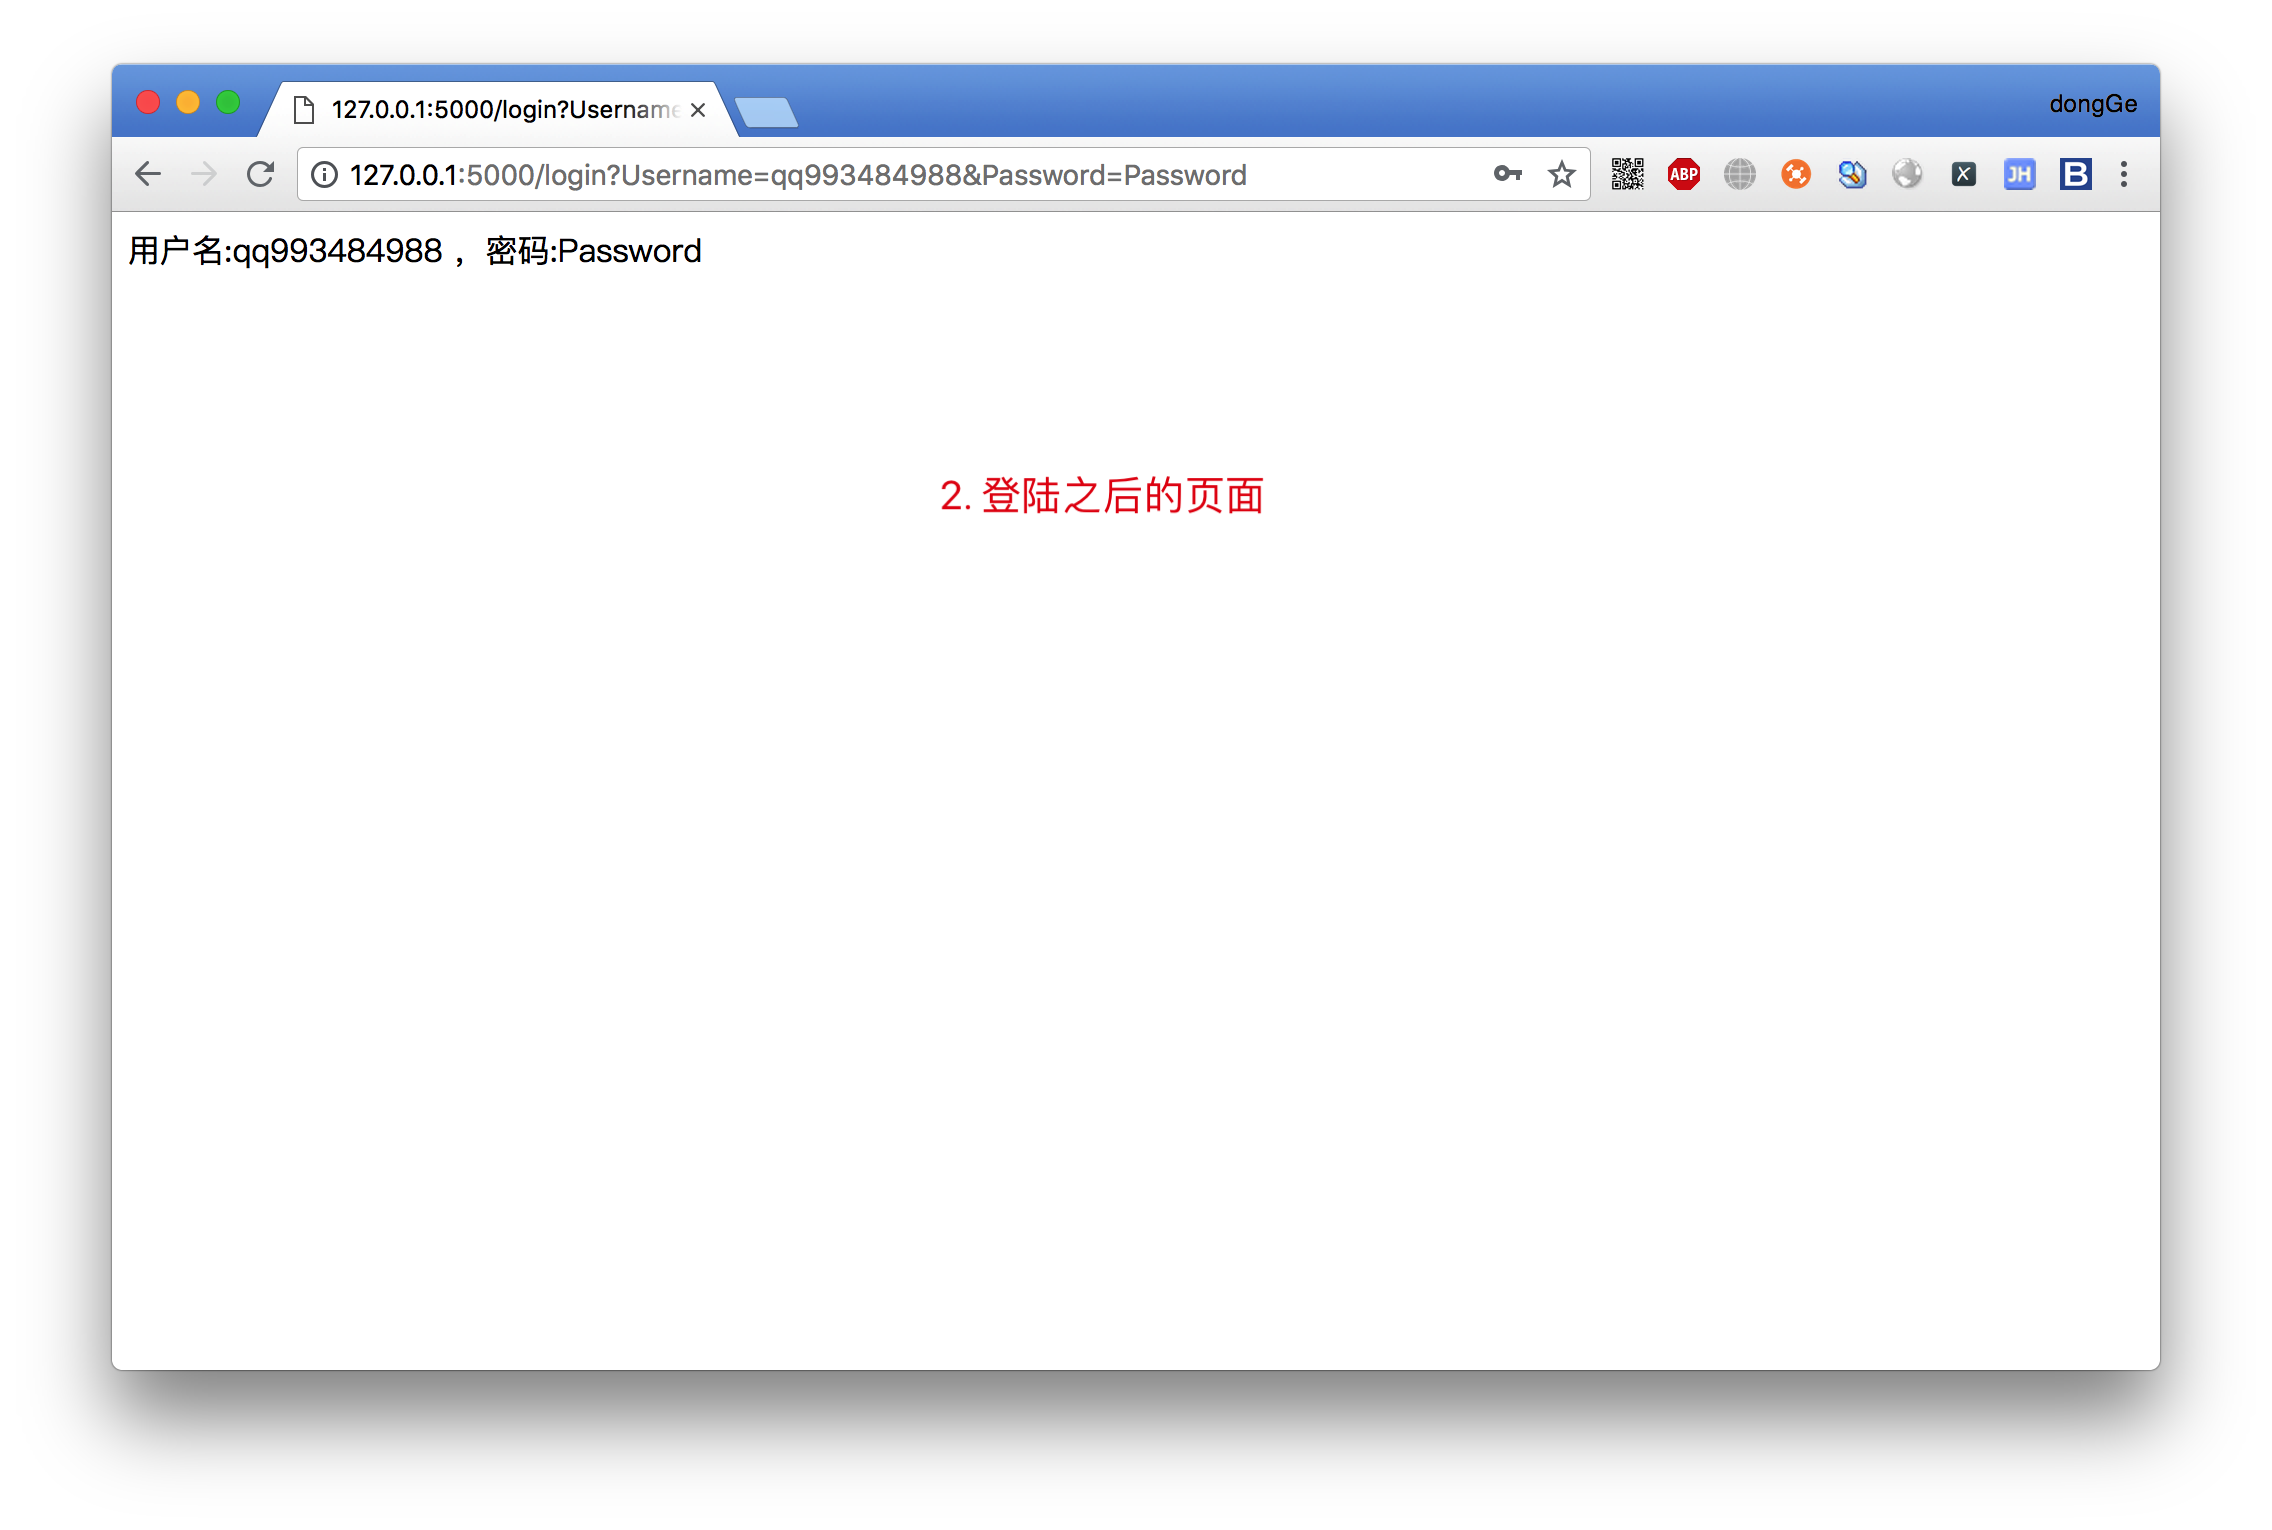 127.0.0.1:5000/login?Username
dongGe
127.0.0.1:5000/login?Username=qq993484988&Password=Password
ABP
X
JH
B
用户名:qq993484988 ，密码:Password
2. 登陆之后的页面